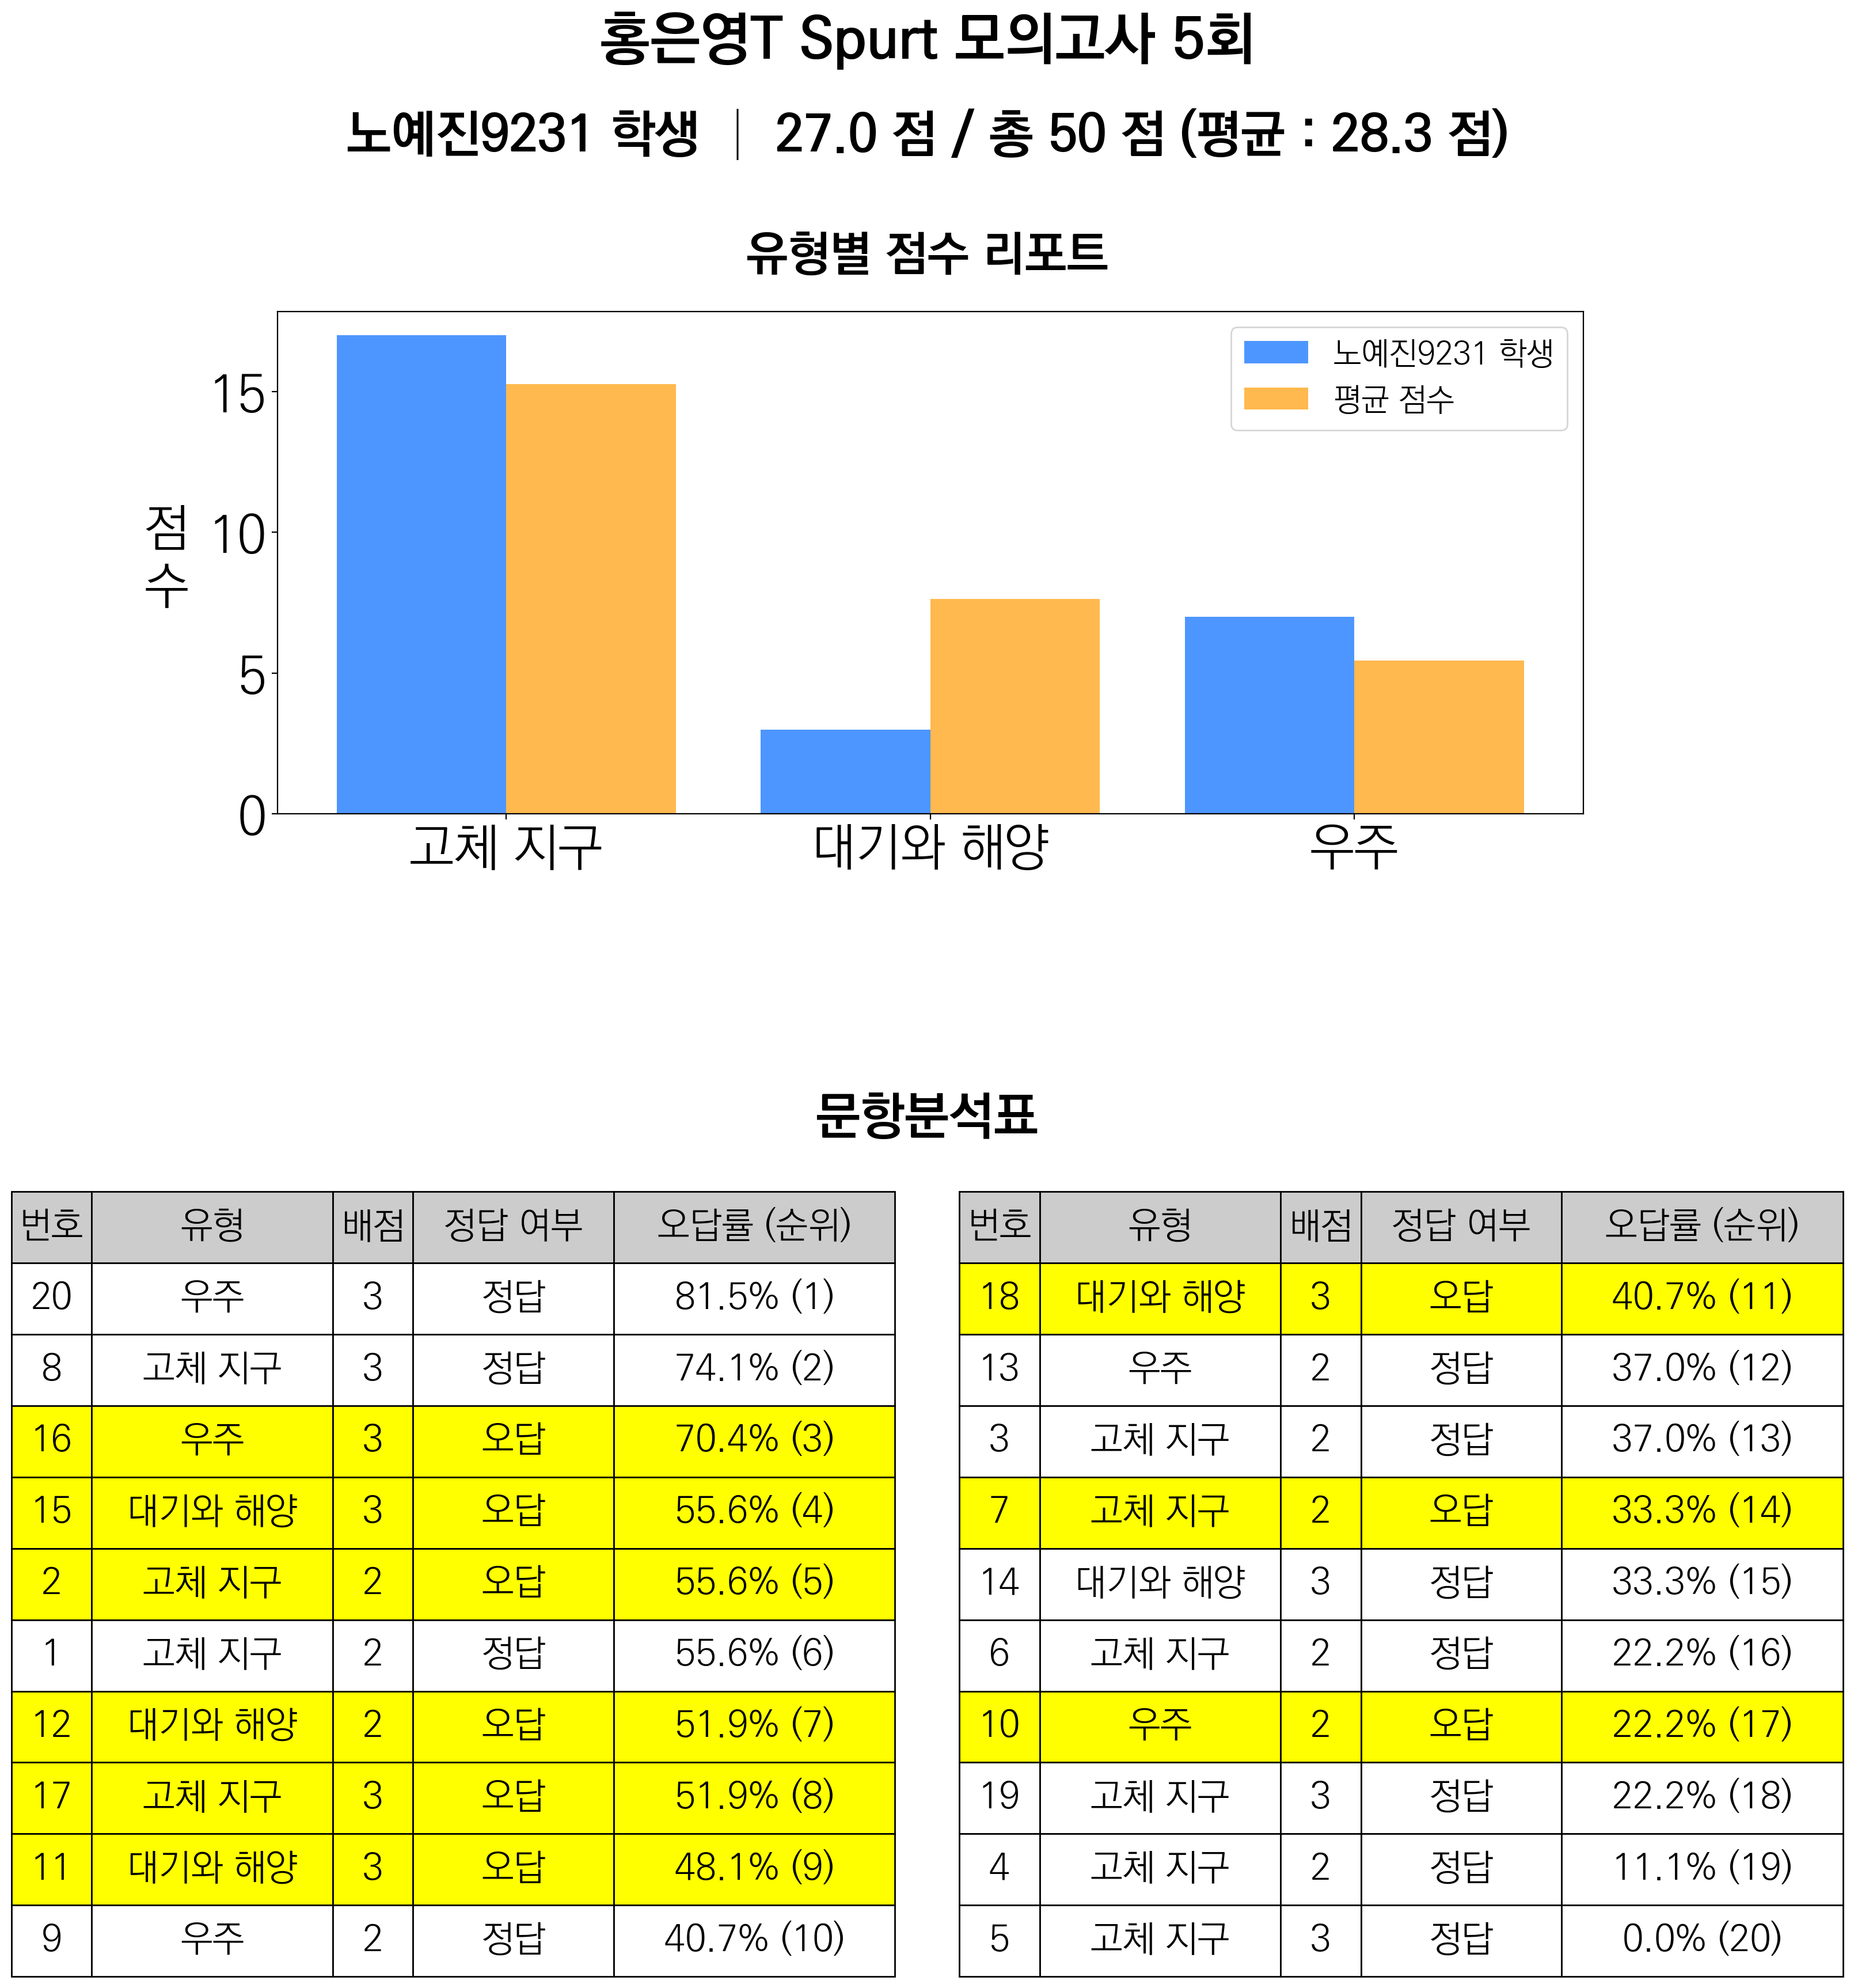 홍은영T Spurt 모의고사 5회
노예진9231 학생 | 27.0 점 / 총 50 점 (평균 : 28.3 점)
유형별 점수 리포트
노예진9231 학생
평균 점수
점수
15
10
5
0
고체 지구 대기와 해양 우주
문항분석표
번호 유형 배점 정답 여부 오답률 (순위)
20 우주 3 정답 81.5% (1)
8 고체 지구 3 정답 74.1% (2)
16 우주 3 오답 70.4% (3)
15 대기와 해양 3 오답 55.6% (4)
2 고체 지구 2 오답 55.6% (5)
1 고체 지구 2 정답 55.6% (6)
12 대기와 해양 2 오답 51.9% (7)
17 고체 지구 3 오답 51.9% (8)
11 대기와 해양 3 오답 48.1% (9)
9 우주 2 정답 40.7% (10)
번호 유형 배점 정답 여부 오답률 (순위)
18 대기와 해양 3 오답 40.7% (11)
13 우주 2 정답 37.0% (12)
3 고체 지구 2 정답 37.0% (13)
7 고체 지구 2 오답 33.3% (14)
14 대기와 해양 3 정답 33.3% (15)
6 고체 지구 2 정답 22.2% (16)
10 우주 2 오답 22.2% (17)
19 고체 지구 3 정답 22.2% (18)
4 고체 지구 2 정답 11.1% (19)
5 고체 지구 3 정답 0.0% (20)